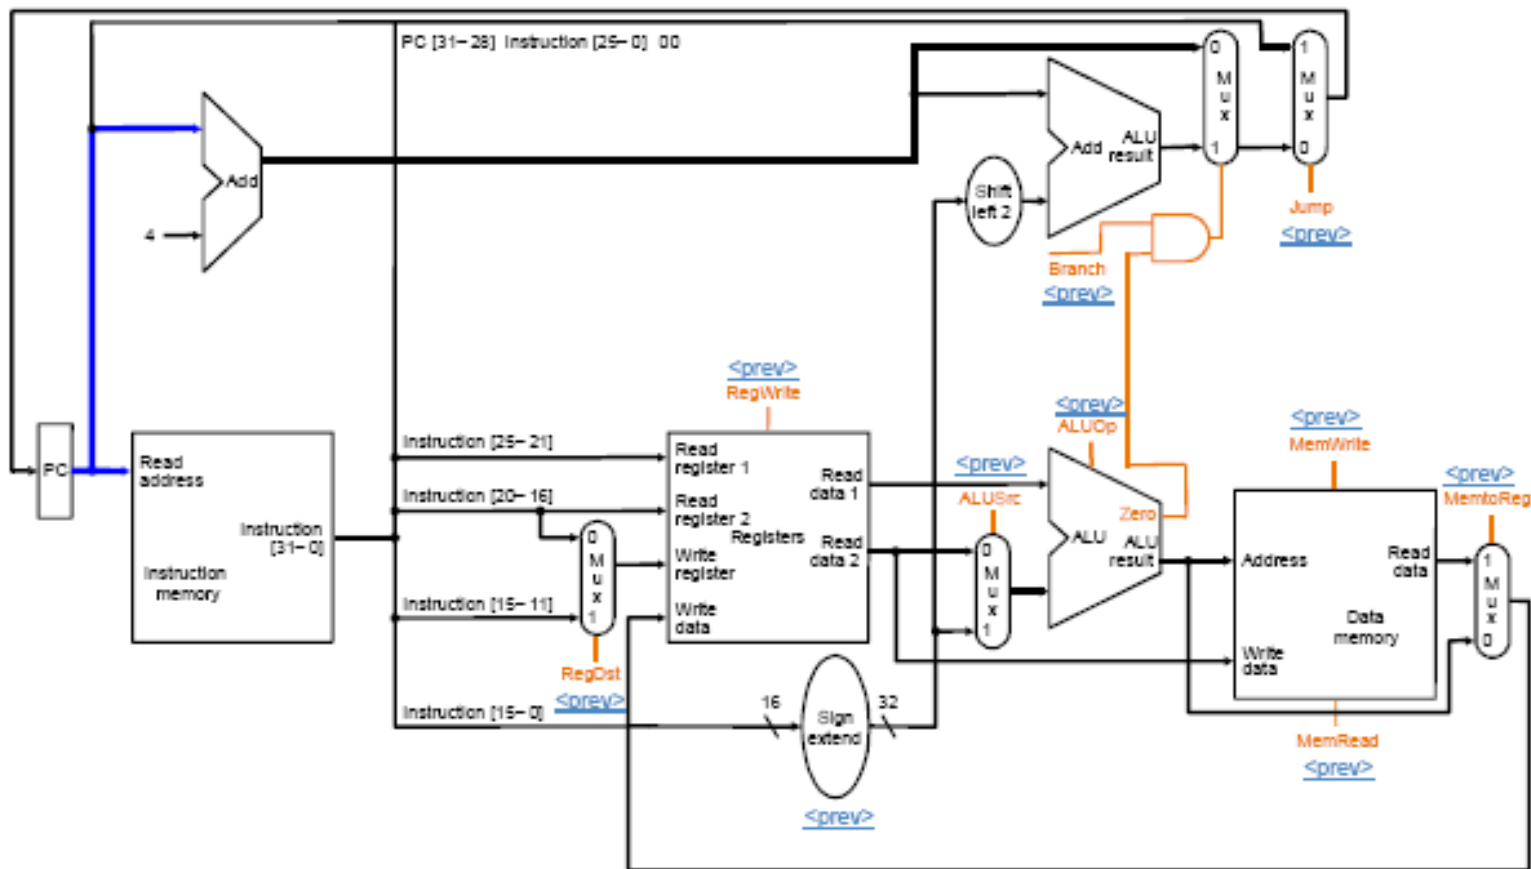 PC [31-28] Instruction [25-0] 00
0
M
u
x
1
1
M
u
x
0
Add
4
Add
ALU
result
Shift
left 2
Jump
<prev>
Branch
<prev>
<prev>
RegWrite
<prev>
ALUOp
<prev>
MemWrite
PC
Read
address
Instruction
[31-0]
Instruction
memory
Instruction [25-21]
Instruction [20-16]
Instruction [15-11]
Instruction [15-0]
0
M
u
x
1
RegDst
<prev>
Read
register 1
Read
register 2
Registers
Write
register
Write
data
Read
data 1
Read
data 2
<prev>
ALUSrc
0
M
u
x
1
Zero
ALU
ALU
result
Address
Read
data
Data
memory
Write
data
<prev>
MemtoReg
1
M
u
x
0
MemRead
<prev>
16
Sign
extend
32
<prev>